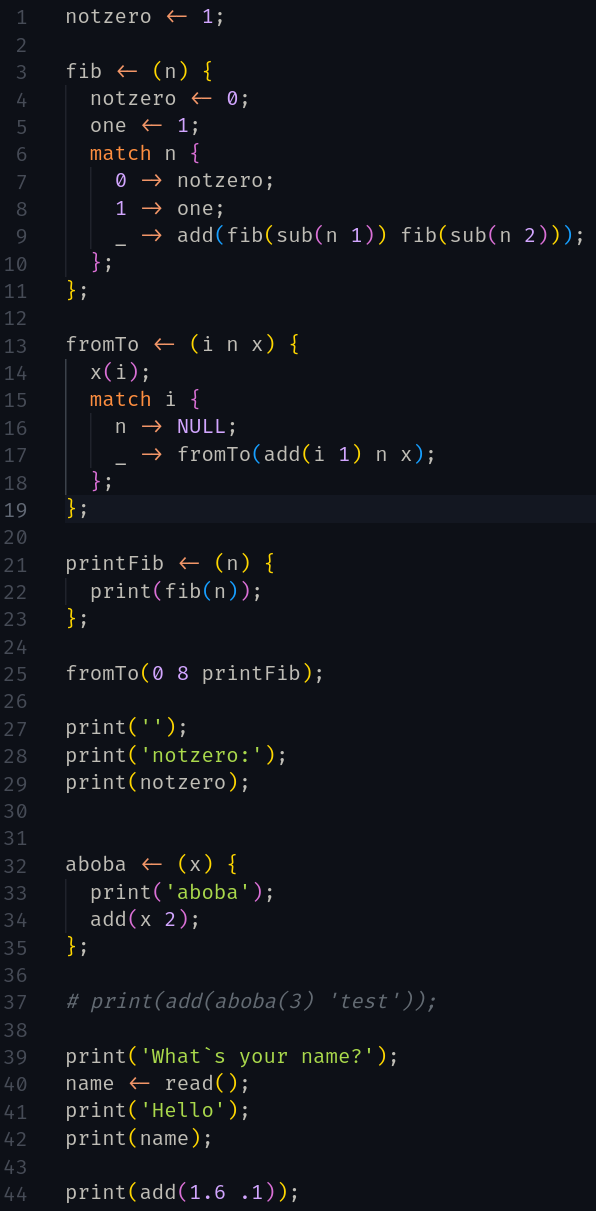 1 notzero <- 1;
2
3 fib <- (n) {
4   notzero <- 0;
5   one <- 1;
6   match n {
7     0 -> notzero;
8     1 -> one;
9     _ -> add(fib(sub(n 1)) fib(sub(n 2)));
10   };
11 };
12
13 fromTo <- (i n x) {
14   x(i);
15   match i {
16     n -> NULL;
17     _ -> fromTo(add(i 1) n x);
18   };
19 };
20
21 printFib <- (n) {
22   print(fib(n));
23 };
24
25 fromTo(0 8 printFib);
26
27 print('');
28 print('notzero:');
29 print(notzero);
30
31
32 aboba <- (x) {
33   print('aboba');
34   add(x 2);
35 };
36
37 # print(add(aboba(3) 'test'));
38
39 print('What`s your name?');
40 name <- read();
41 print('Hello');
42 print(name);
43
44 print(add(1.6 .1));